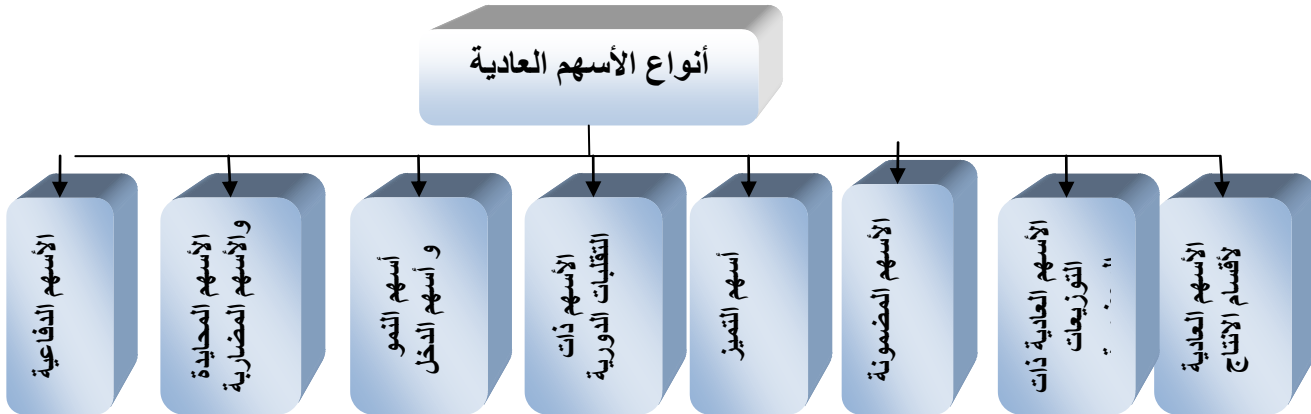 أنواع الأسهم العادية
الأسهم العادية
لأقسام الانتاج
الأسهم العادية ذات
التوزيعات
الأسهم المضمونة
أسهم التميز
الأسهم ذات
التقلبات الدورية
أسهم النمو
و أسهم الدخل
الأسهم المحايدة
والأسهم المضاربة
الأسهم الدفاعية